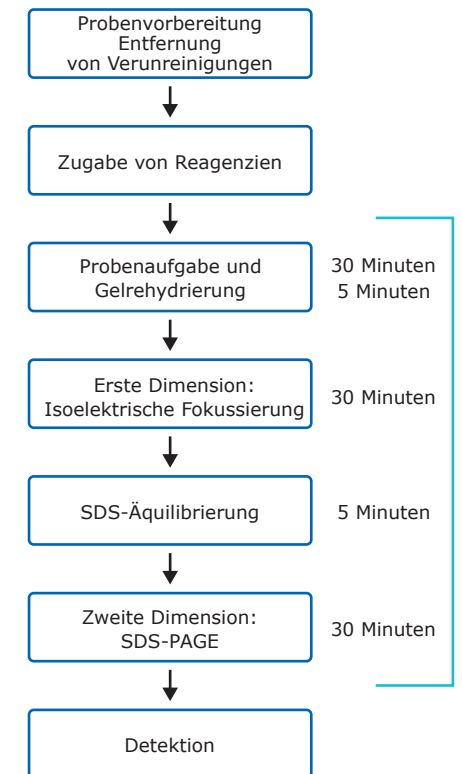 Probenvorbereitung
Entfernung
von Verunreinigungen
Zugabe von Reagenzien
Probenaufgabe und
Gelrehydrierung
30 Minuten
5 Minuten
Erste Dimension:
Isoelektrische Fokussierung
30 Minuten
SDS-Äquilibrierung
5 Minuten
Zweite Dimension:
SDS-PAGE
30 Minuten
Detektion